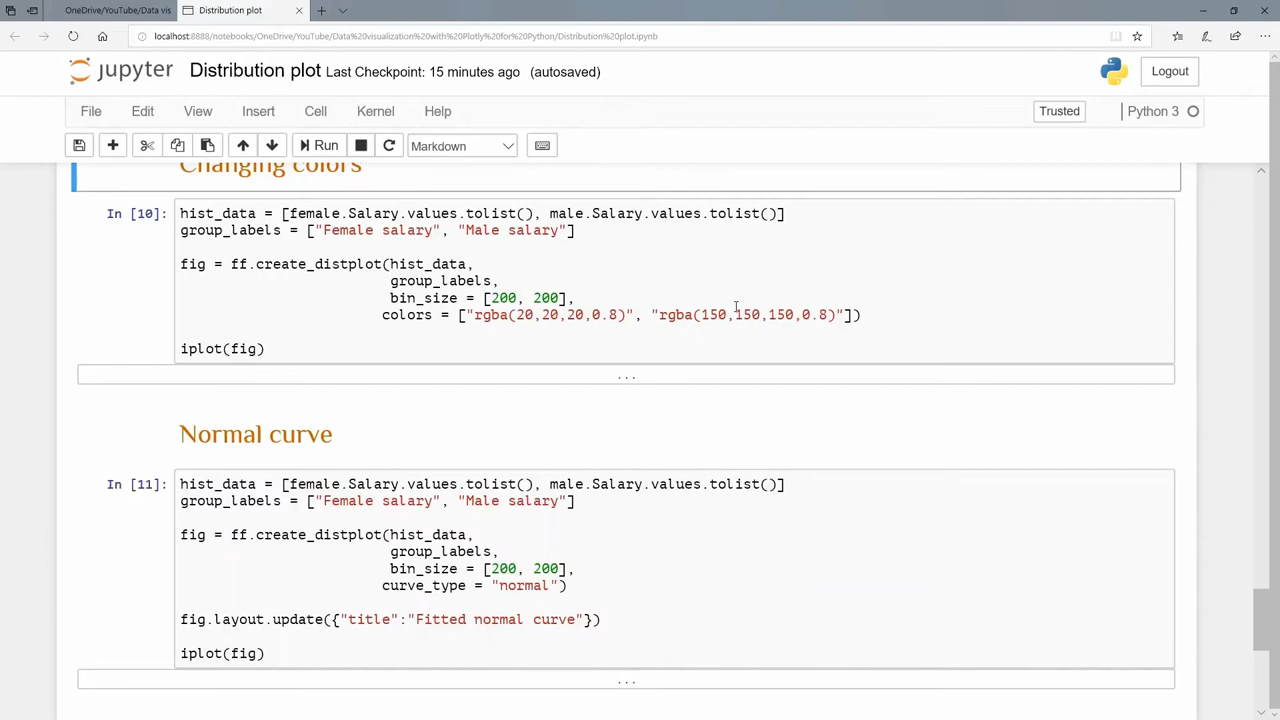 OneDrive/YouTube/Data vis
Distribution plot
localhost:8888/notebooks/OneDrive/YouTube/Data%20visualization%20with%20Plotly%20for%20Python/Distribution%20plot.ipynb
jupyter Distribution plot Last Checkpoint: 15 minutes ago (autosaved)
Logout
File Edit View Insert Cell Kernel Help
Trusted
Python 3
Run
Markdown
Changing colors
In [10]:
hist_data = [female.Salary.values.tolist(), male.Salary.values.tolist()]
group_labels = ["Female salary", "Male salary"]
fig = ff.create_distplot(hist_data,
group_labels,
bin_size = [200, 200],
colors = ["rgba(20,20,20,0.8)", "rgba(150,150,150,0.8)"])
iplot(fig)
...
Normal curve
In [11]:
hist_data = [female.Salary.values.tolist(), male.Salary.values.tolist()]
group_labels = ["Female salary", "Male salary"]
fig = ff.create_distplot(hist_data,
group_labels,
bin_size = [200, 200],
curve_type = "normal")
fig.layout.update({"title":"Fitted normal curve"})
iplot(fig)
...